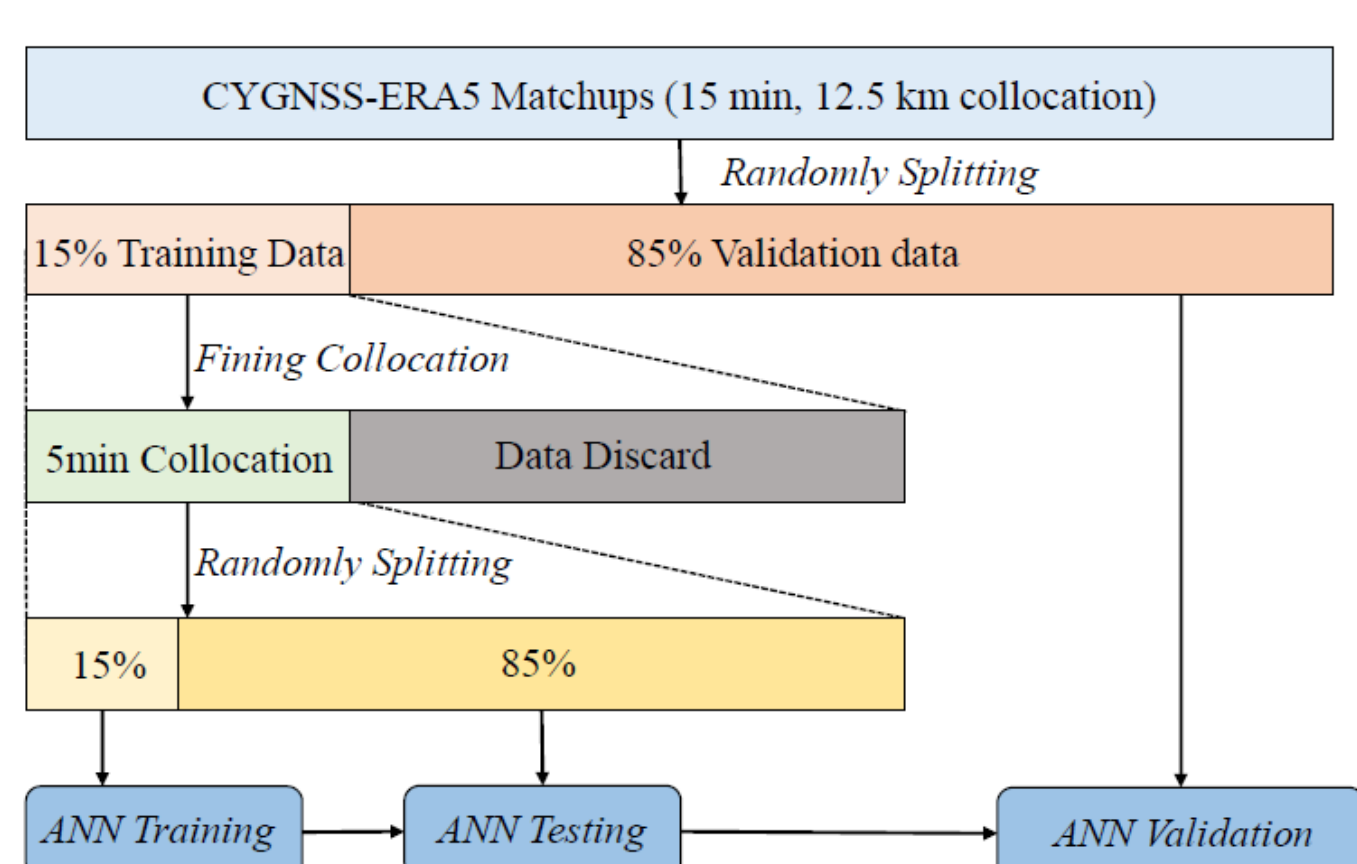 CYGNSS-ERA5 Matchups (15 min, 12.5 km collocation)
Randomly Splitting
15% Training Data
85% Validation data
Fining Collocation
5min Collocation
Data Discard
Randomly Splitting
15%
85%
ANN Training
ANN Testing
ANN Validation